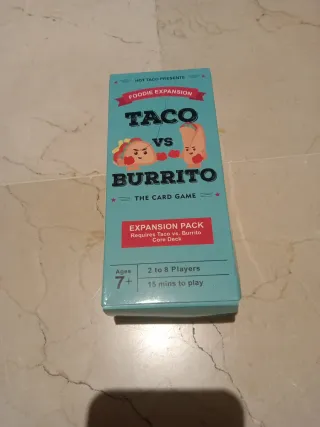 HOT TACO PRESENTS
FOODIE EXPANSION
TACO
VS
BURRITO
THE CARD GAME
EXPANSION PACK
Requires Taco vs. Burrito
Core Deck
Ages
7+
2 to 6 Players
15 mins to play